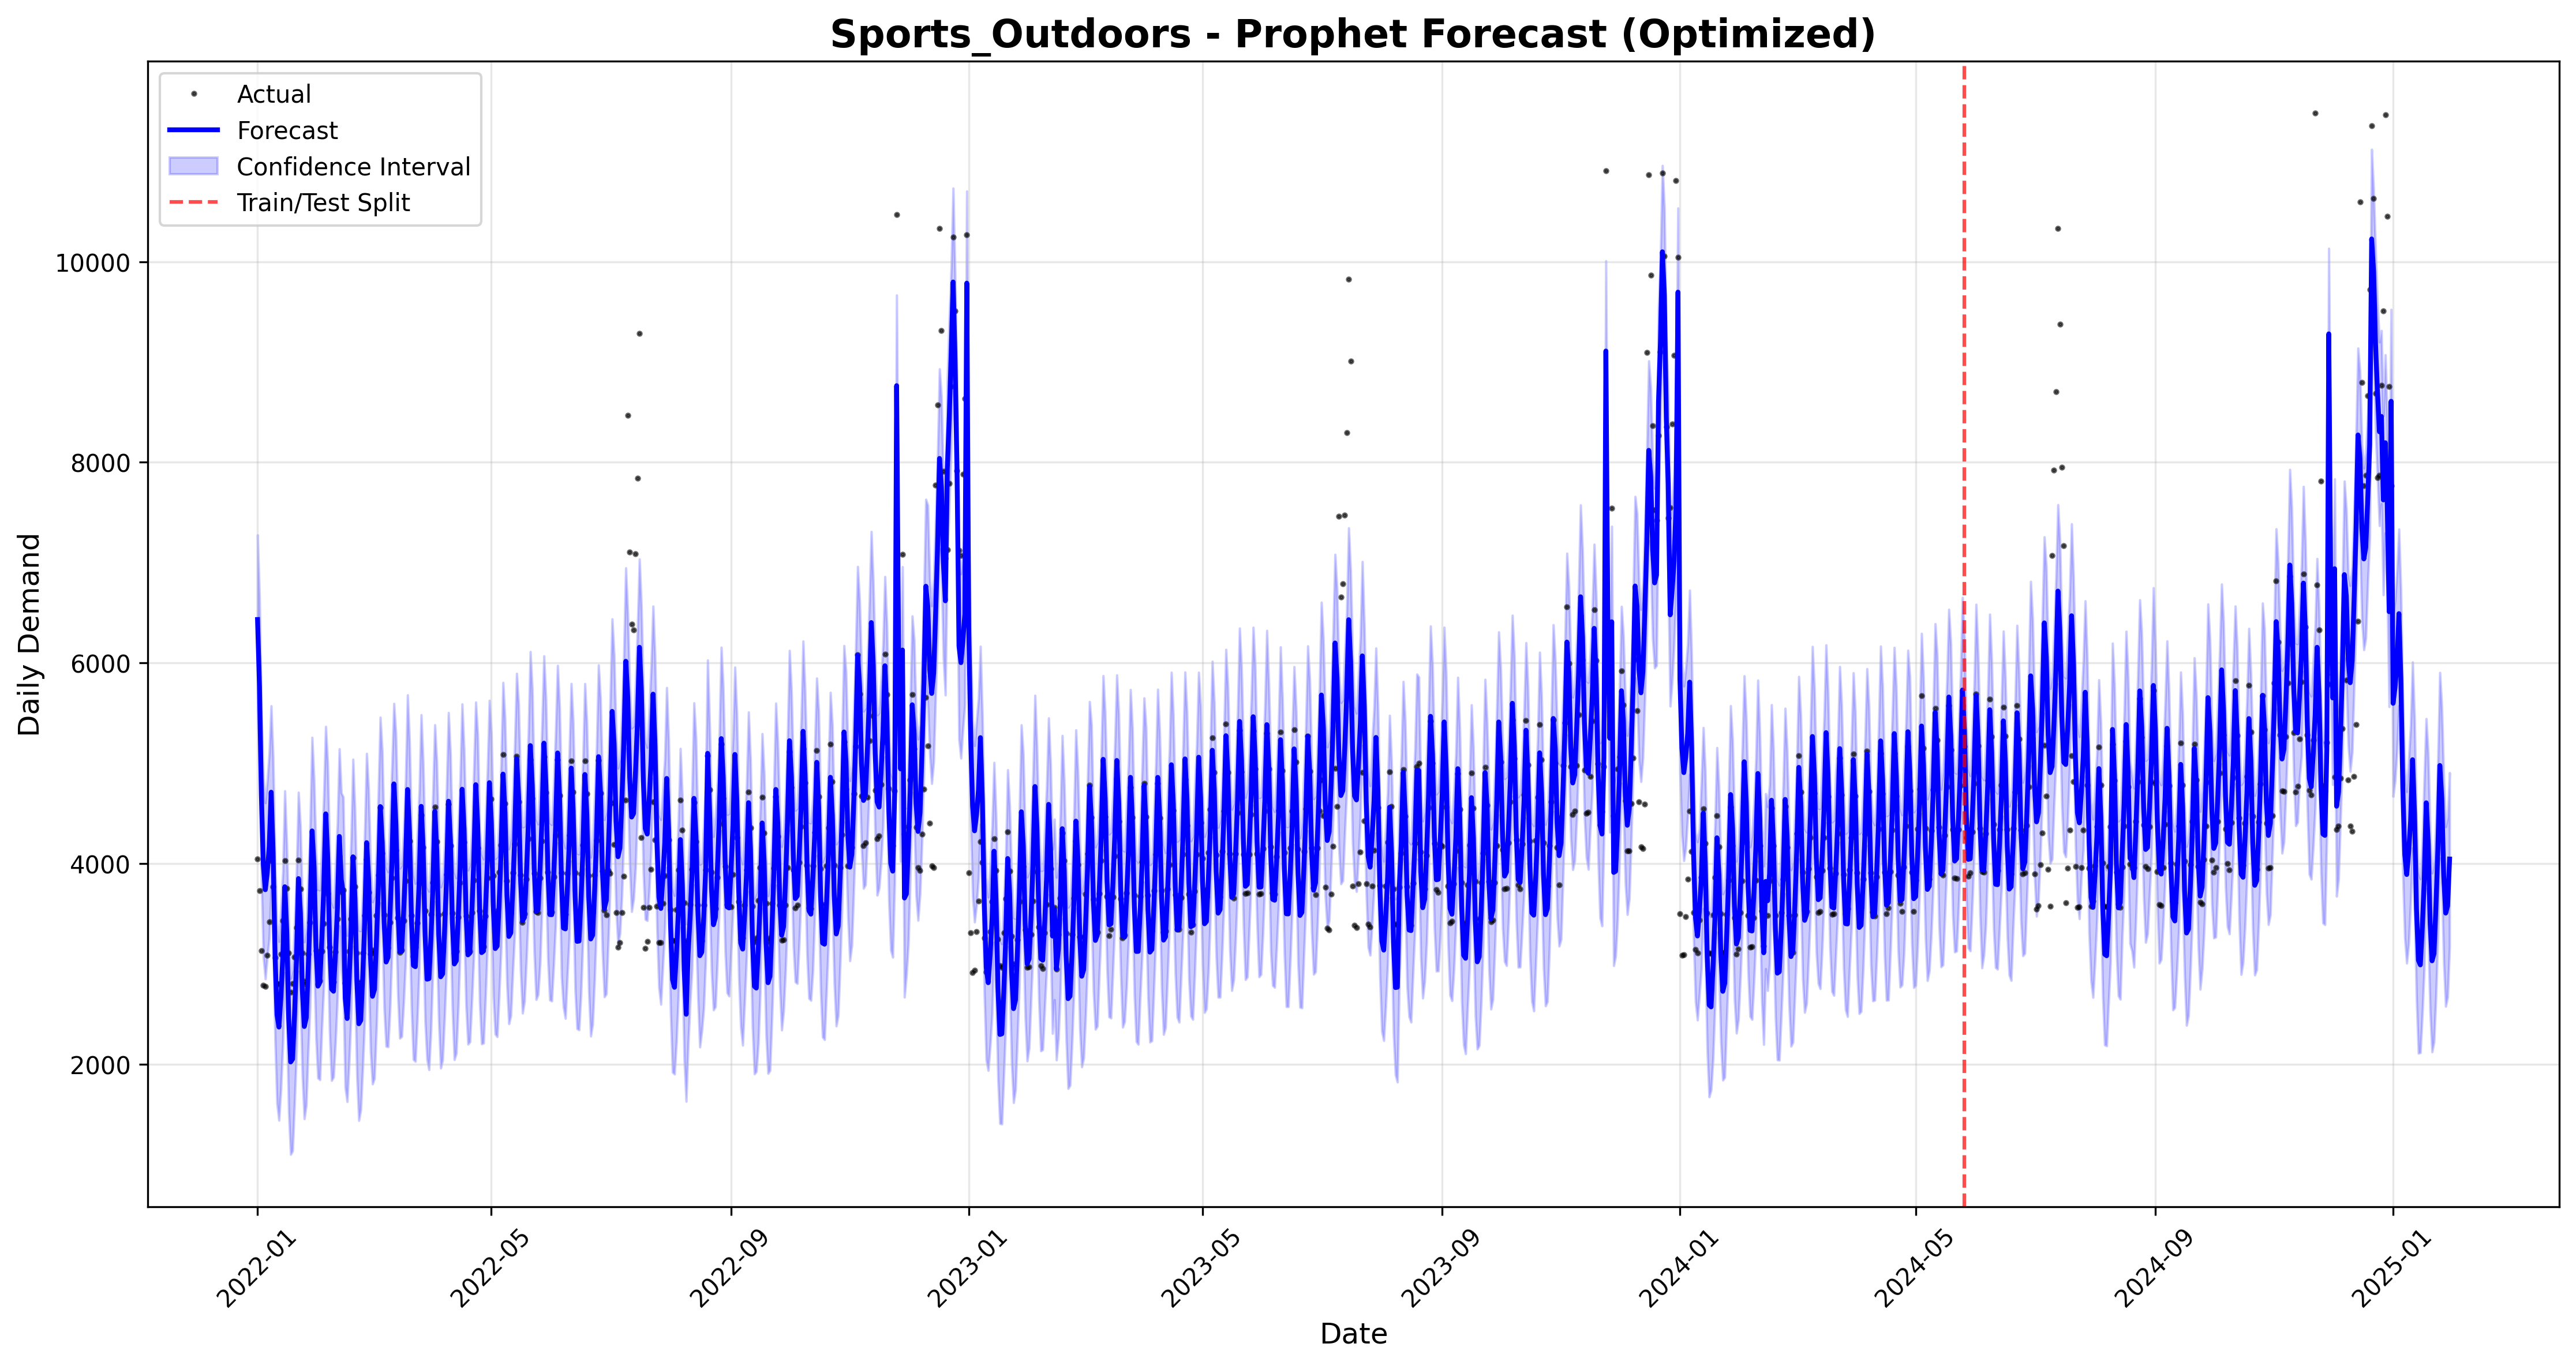 Sports_Outdoors - Prophet Forecast (Optimized)
Actual
Forecast
Confidence Interval
Train/Test Split
Daily Demand
10000
8000
6000
4000
2000
2022-01
2022-05
2022-09
2023-01
2023-05
2023-09
2024-01
2024-05
2024-09
2025-01
Date